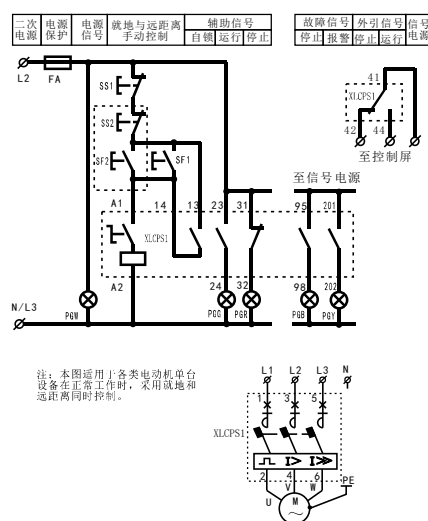 二次电源 电源保护 电源信号 就地与远距离手动控制 辅助信号 自锁 运行 停止
故障信号 外引信号 信号电源 停止 报警 停止 运行
L2 FA
SS1
SS2
SF2 SF1
41
XLCPS1
42 44
至控制屏
至信号电源
A1 14 13 23 31 95 201
XLCPS1
A2 24 32 98 202
N/L3 PGW PGG PGR PGB PGY
注：本图适用于各类电动机单台
设备在正常工作时，采用就地和
远距离同时控制。
L1 L2 L3 N
1 3 5
XLCPS1
I> I≫
2 4 6 PE
U V W
M